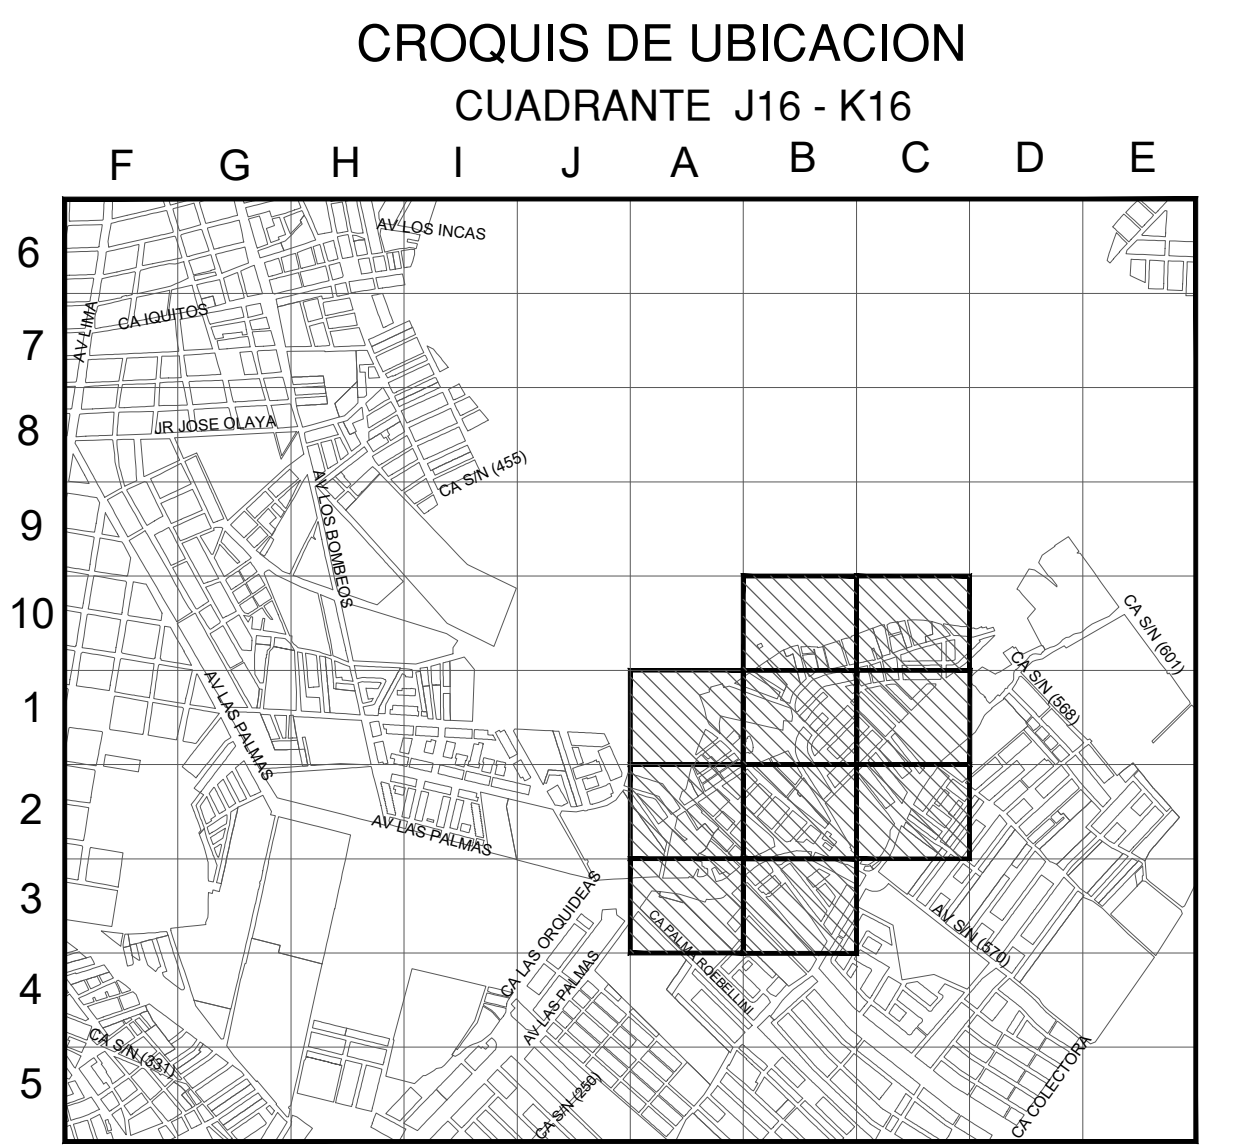 CROQUIS DE UBICACION
CUADRANTE J16 - K16
F G H I J A B C D E
6
AV LOS INCAS
7
AV LIMA
CA IQUITOS
8
JR JOSE OLAYA
CA S/N (455)
9
AV LOS BOMBEOS
10
CA S/N (601)
CA S/N (568)
1
AV LAS PALMAS
2
AV LAS PALMAS
3
CA LAS ORQUIDEAS
CA PALMA ROEBELLINI
AV S/N (570)
4
AV LAS PALMAS
CA S/N (331)
5
CA S/N (250)
CA COLECTORA